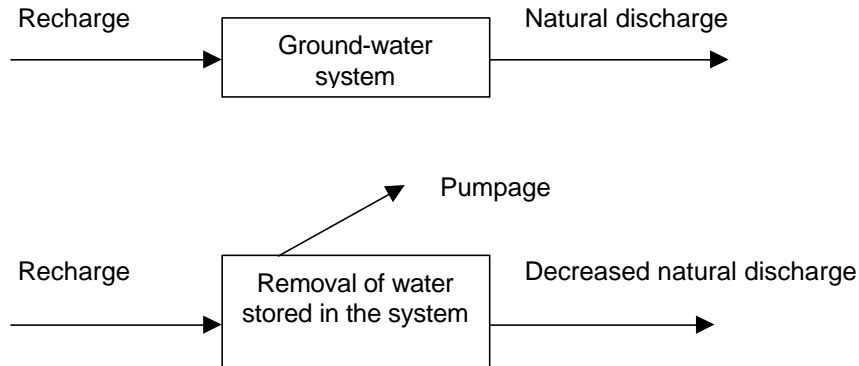 Recharge
Ground-water
system
Natural discharge
Pumpage
Recharge
Removal of water
stored in the system
Decreased natural discharge